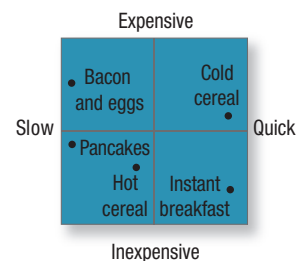 Expensive
Bacon
and eggs
Cold
cereal
Slow
Quick
Pancakes
Hot
cereal
Instant
breakfast
Inexpensive